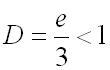 D = e/3 < 1